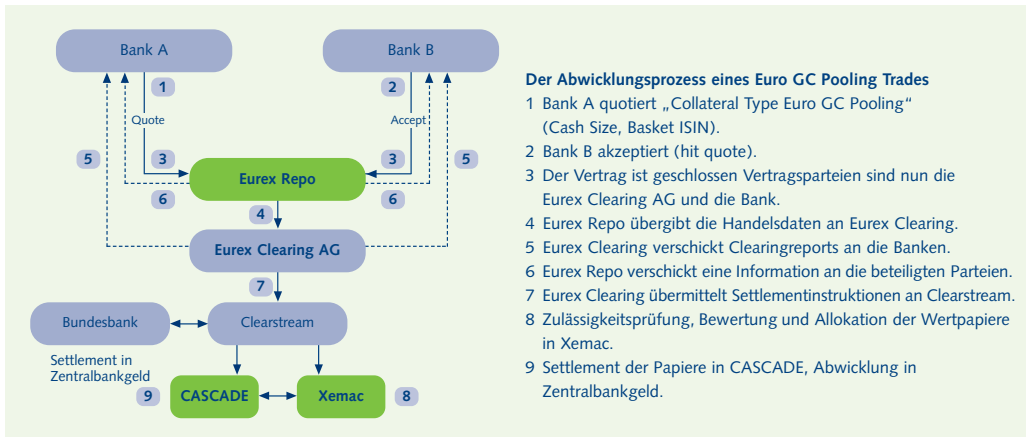 Bank A
Bank B
1
2
Quote
Accept
5
3
3
5
Eurex Repo
6
6
4
Eurex Clearing AG
7
Bundesbank
Clearstream
Settlement in
Zentralbankgeld
9
CASCADE
Xemac
8
Der Abwicklungsprozess eines Euro GC Pooling Trades
1 Bank A quotiert „Collateral Type Euro GC Pooling“
(Cash Size, Basket ISIN).
2 Bank B akzeptiert (hit quote).
3 Der Vertrag ist geschlossen Vertragsparteien sind nun die
Eurex Clearing AG und die Bank.
4 Eurex Repo übergibt die Handelsdaten an Eurex Clearing.
5 Eurex Clearing verschickt Clearingreports an die Banken.
6 Eurex Repo verschickt eine Information an die beteiligten Parteien.
7 Eurex Clearing übermittelt Settlementinstruktionen an Clearstream.
8 Zulässigkeitsprüfung, Bewertung und Allokation der Wertpapiere
in Xemac.
9 Settlement der Papiere in CASCADE, Abwicklung in
Zentralbankgeld.